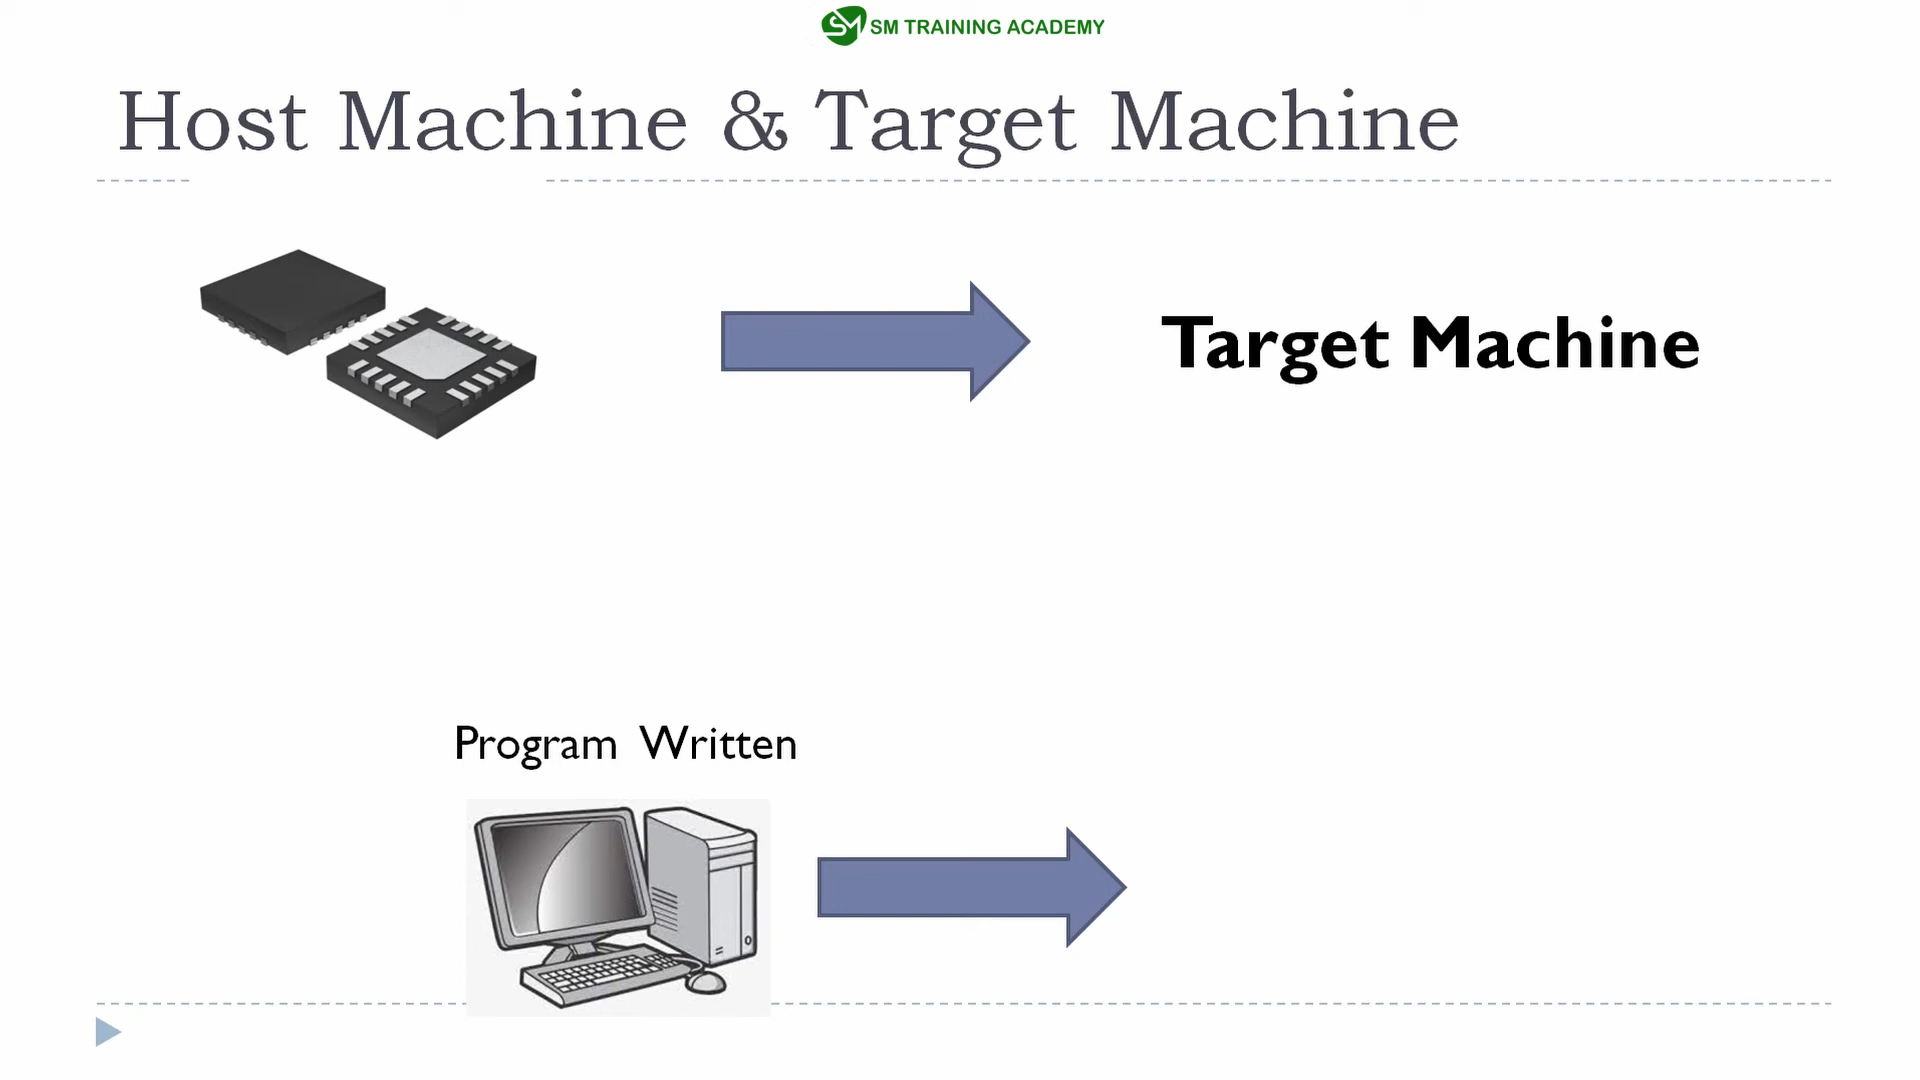 SM TRAINING ACADEMY
Host Machine & Target Machine
Target Machine
Program Written